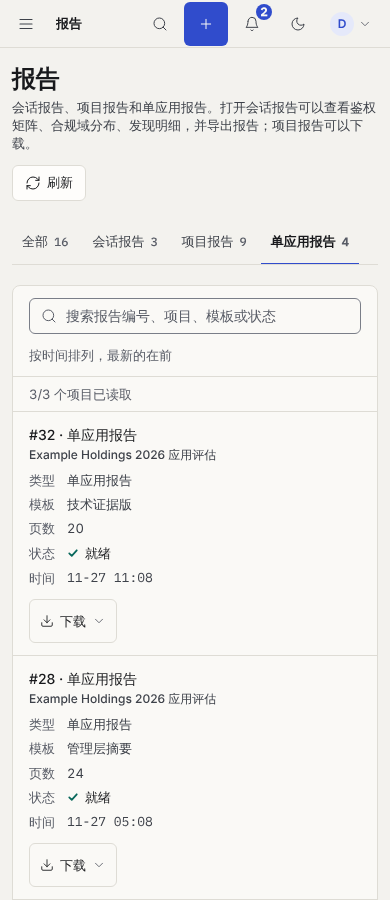 报告
2
D
报告
会话报告、项目报告和单应用报告。打开会话报告可以查看鉴权
矩阵、合规域分布、发现明细，并导出报告；项目报告可以下
载。
刷新
全部 16 会话报告 3 项目报告 9 单应用报告 4
搜索报告编号、项目、模板或状态
按时间排列，最新的在前
3/3 个项目已读取
#32 · 单应用报告
Example Holdings 2026 应用评估
类型 单应用报告
模板 技术证据版
页数 20
状态 就绪
时间 11-27 11:08
下载
#28 · 单应用报告
Example Holdings 2026 应用评估
类型 单应用报告
模板 管理层摘要
页数 24
状态 就绪
时间 11-27 05:08
下载